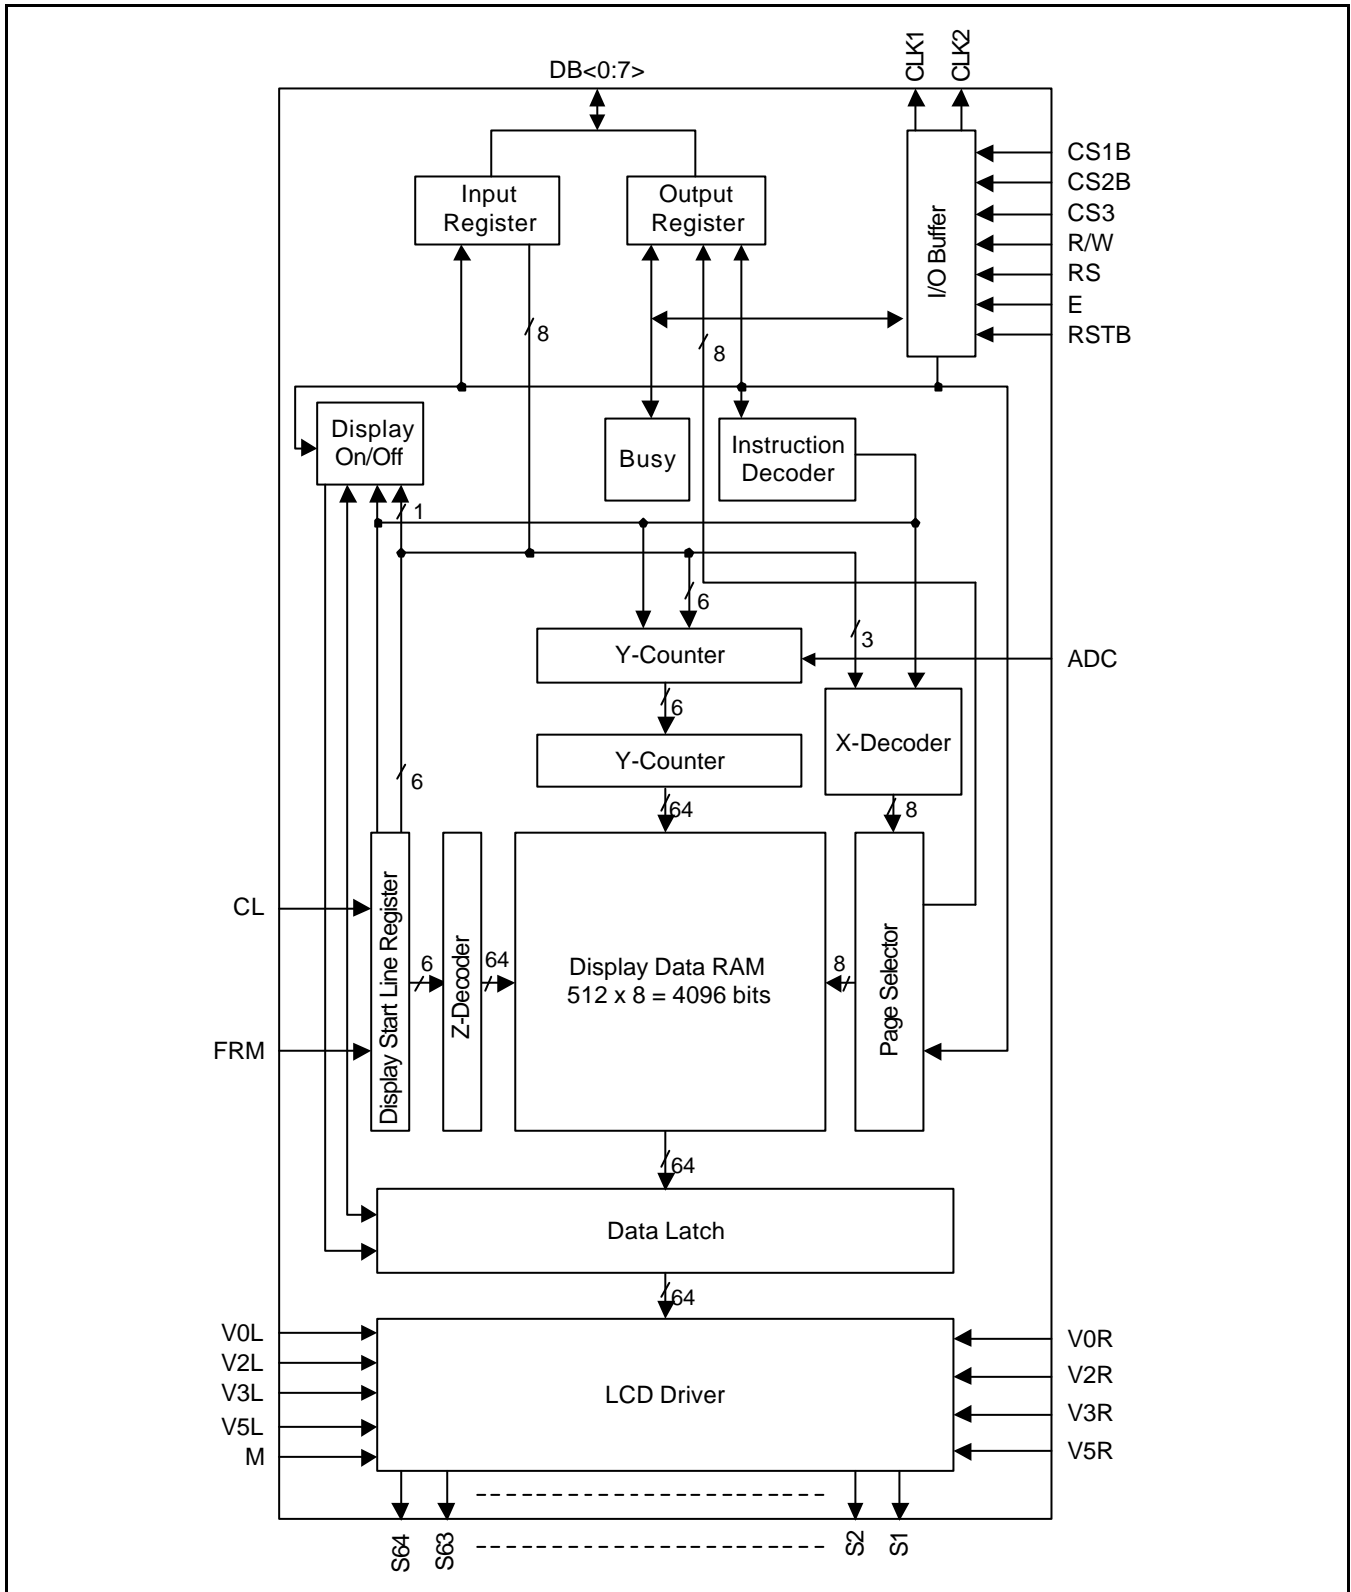 DB<0:7>
CLK1
CLK2
CS1B
CS2B
CS3
R/W
RS
E
RSTB
Input
Register
Output
Register
I/O Buffer
8
8
Display
On/Off
Busy
Instruction
Decoder
1
6
3
Y-Counter
ADC
6
X-Decoder
Y-Counter
6
64
8
CL
FRM
Display Start Line Register
6
Z-Decoder
64
Display Data RAM
512 x 8 = 4096 bits
8
Page Selector
64
Data Latch
64
V0L
V2L
V3L
V5L
M
LCD Driver
V0R
V2R
V3R
V5R
S64
S63
S2
S1